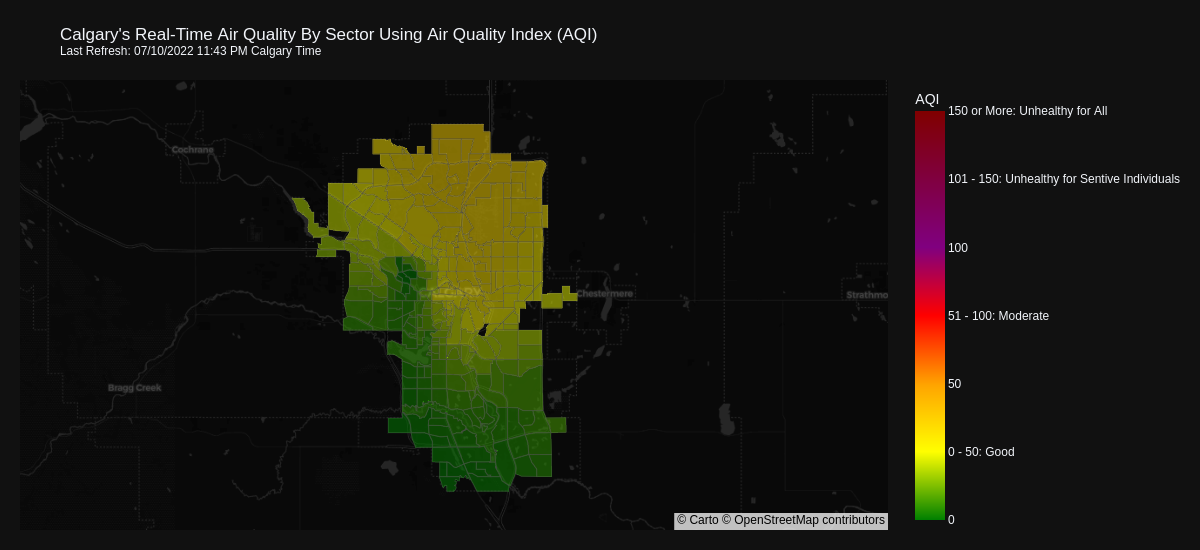 Calgary's Real-Time Air Quality By Sector Using Air Quality Index (AQI)
Last Refresh: 07/10/2022 11:43 PM Calgary Time
AQI
150 or More: Unhealthy for All
Cochrane
101 - 150: Unhealthy for Sentive Individuals
100
Chestermere
Strathmo
51 - 100: Moderate
50
Bragg Creek
0 - 50: Good
0
© Carto © OpenStreetMap contributors